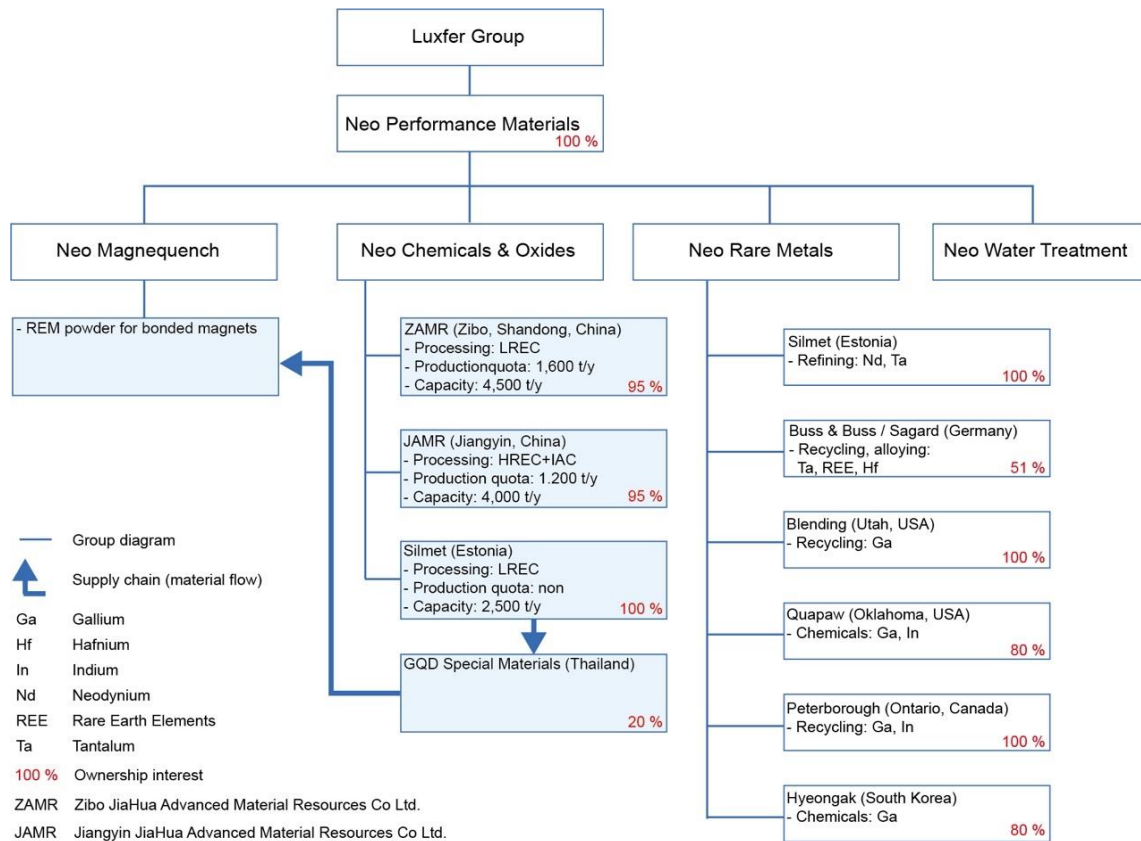 Luxfer Group
Neo Performance Materials
100 %
Neo Magnequench
Neo Chemicals & Oxides
Neo Rare Metals
Neo Water Treatment
- REM powder for bonded magnets
ZAMR (Zibo, Shandong, China)
- Processing: LREC
- Productionquota: 1,600 t/y
- Capacity: 4,500 t/y
95 %
JAMR (Jiangyin, China)
- Processing: HREC+IAC
- Production quota: 1.200 t/y
- Capacity: 4,000 t/y
95 %
Silmet (Estonia)
- Processing: LREC
- Production quota: non
- Capacity: 2,500 t/y
100 %
GQD Special Materials (Thailand)
20 %
Silmet (Estonia)
- Refining: Nd, Ta
100 %
Buss & Buss / Sagard (Germany)
- Recycling, alloying:
Ta, REE, Hf
51 %
Blending (Utah, USA)
- Recycling: Ga
100 %
Quapaw (Oklahoma, USA)
- Chemicals: Ga, In
80 %
Peterborough (Ontario, Canada)
- Recycling: Ga, In
100 %
Hyeongak (South Korea)
- Chemicals: Ga
80 %
Group diagram
Supply chain (material flow)
Ga Gallium
Hf Hafnium
In Indium
Nd Neodynium
REE Rare Earth Elements
Ta Tantalum
100 % Ownership interest
ZAMR Zibo JiaHua Advanced Material Resources Co Ltd.
JAMR Jiangyin JiaHua Advanced Material Resources Co Ltd.